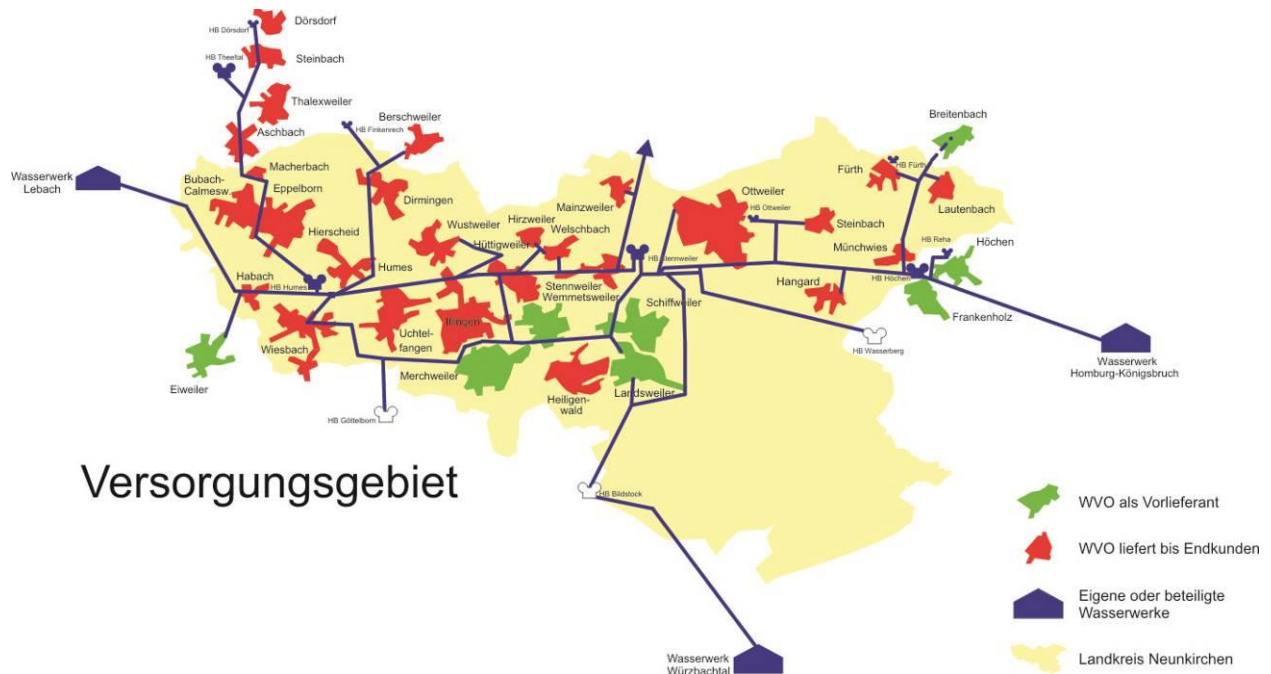 Dörsdorf
HB Dörsdorf
Steinbach
HB Theeltal
Thalexweiler
Aschbach
Berschweiler
HB Finkenrech
Breitenbach
Wasserwerk
Lebach
Macherbach
Bubach-
Calmesw.
Eppelborn
Dirmingen
Mainzweiler
Ottweiler
HB Ottweiler
Steinbach
Fürth
HB Fürth
Lautenbach
Hierscheid
Wustweiler
Hirzweiler
Welschbach
Hüttigweiler
Münchwies
HB Reha
Höchen
Habach
HB Humes
Humes
HB Stennweiler
HB Höchen
Stennweiler
Wemmetsweiler
Schiffweiler
Hangard
Frankenholz
Illingen
Uchtel-
fangen
Wiesbach
HB Wasserberg
Wasserwerk
Homburg-Königsbruch
Eiweiler
Merchweiler
Heiligen-
wald
Landsweiler
HB Göttelborn
Versorgungsgebiet
HB Bildstock
WVO als Vorlieferant
WVO liefert bis Endkunden
Eigene oder beteiligte
Wasserwerke
Landkreis Neunkirchen
Wasserwerk
Würzbachtal